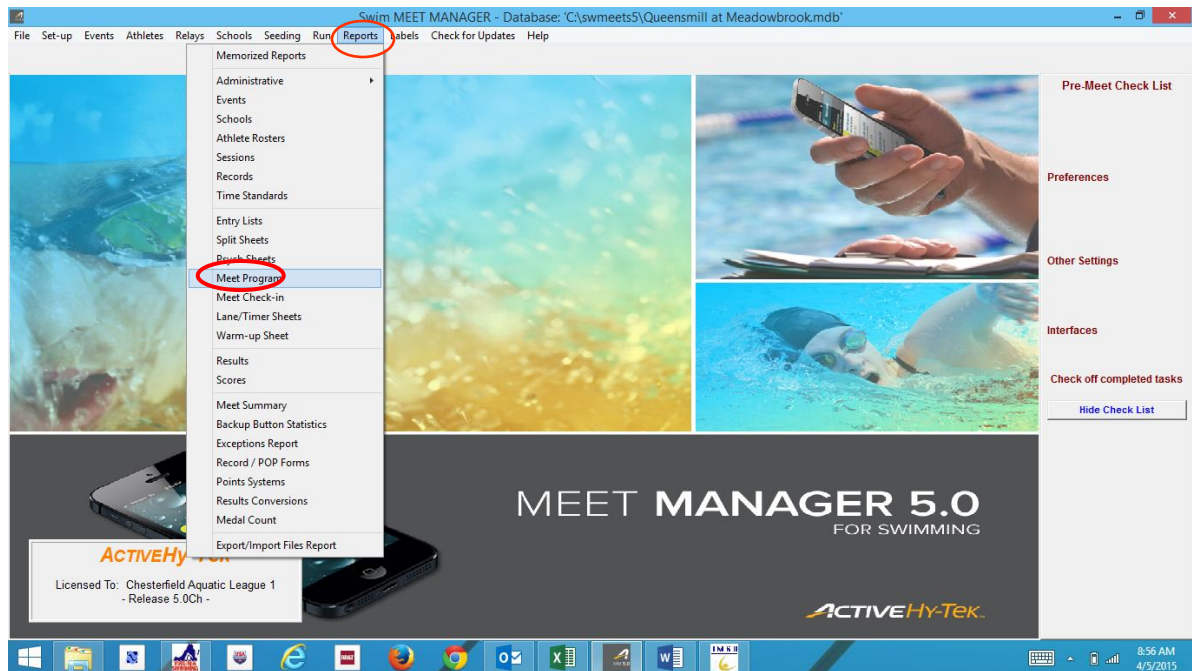 Swim MEET MANAGER - Database: 'C:\swmeets5\Queensmill at Meadowbrook.mdb'
File Set-up Events Athletes Relays Schools Seeding Run Reports Labels Check for Updates Help
Memorized Reports
Administrative
Events
Schools
Athlete Rosters
Sessions
Records
Time Standards
Entry Lists
Split Sheets
Psych Sheets
Meet Program
Meet Check-in
Lane/Timer Sheets
Warm-up Sheet
Results
Scores
Meet Summary
Backup Button Statistics
Exceptions Report
Record / POP Forms
Points Systems
Results Conversions
Medal Count
Export/Import Files Report
Pre-Meet Check List
Preferences
Other Settings
Interfaces
Check off completed tasks
Hide Check List
MEET MANAGER 5.0
FOR SWIMMING
ACTIVEHy-Tek
Licensed To: Chesterfield Aquatic League 1
- Release 5.0Ch -
ACTIVEHy-Tek
8:56 AM
4/5/2015